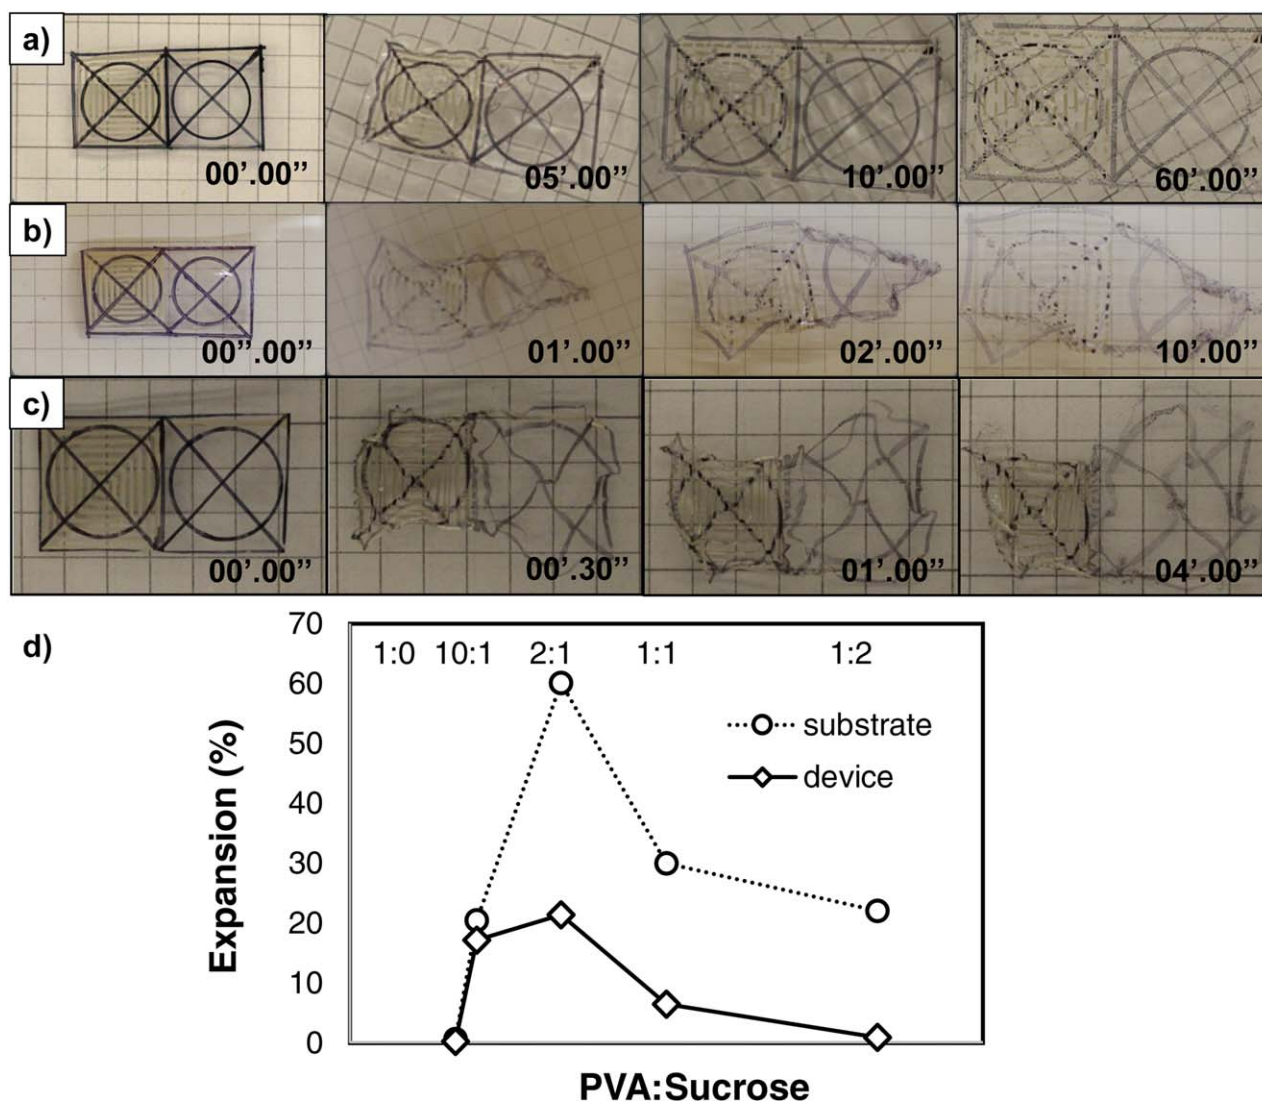 a)
00’.00”
05’.00”
10’.00”
60’.00”
b)
00”.00”
01’.00”
02’.00”
10’.00”
c)
00’.00”
00’.30”
01’.00”
04’.00”
d)
70
60
50
40
30
20
10
0
1:0 10:1 2:1 1:1 1:2
substrate
device
Expansion (%)
PVA:Sucrose